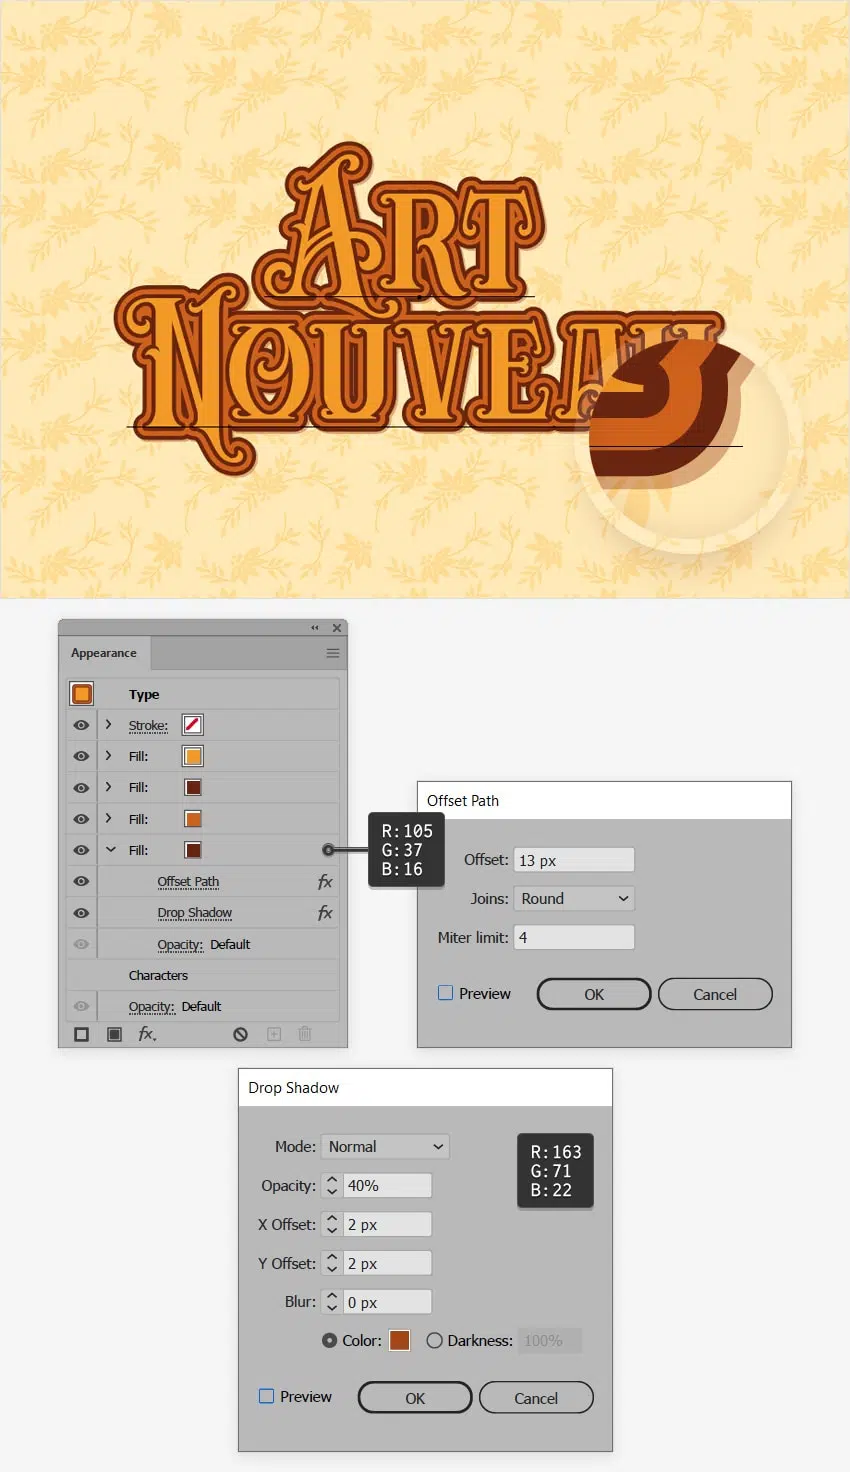 Art
Nouveau
Appearance
Type
Stroke:
Fill:
Fill:
Fill:
Fill:
Offset Path fx
Drop Shadow fx
Opacity: Default
Characters
Opacity: Default
fx
R:105
G:37
B:16
Offset Path
Offset: 13 px
Joins: Round
Miter limit: 4
Preview OK Cancel
Drop Shadow
Mode: Normal
Opacity: 40%
X Offset: 2 px
Y Offset: 2 px
Blur: 0 px
Color: Darkness: 100%
Preview OK Cancel
R:163
G:71
B:22